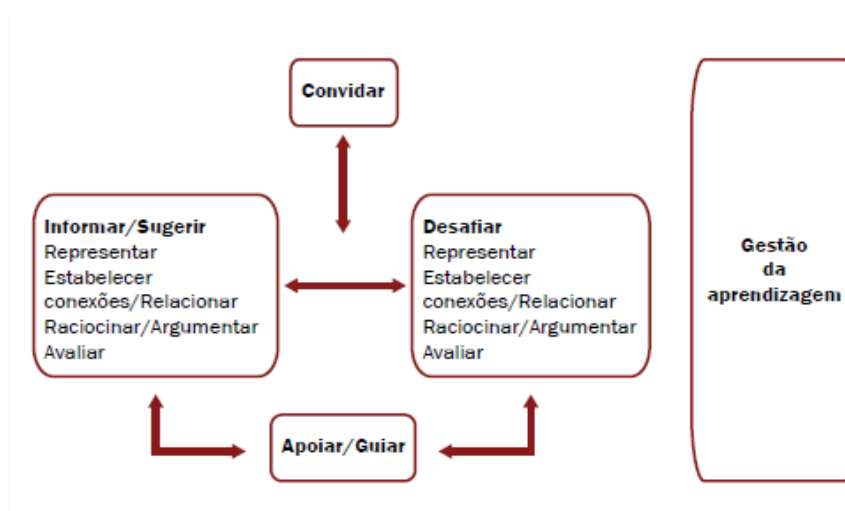 Convidar
Informar/Sugerir
Representar
Estabelecer
conexões/Relacionar
Raciocinar/Argumentar
Avaliar
Desafiar
Representar
Estabelecer
conexões/Relacionar
Raciocinar/Argumentar
Avaliar
Apoiar/Guiar
Gestão
da
aprendizagem